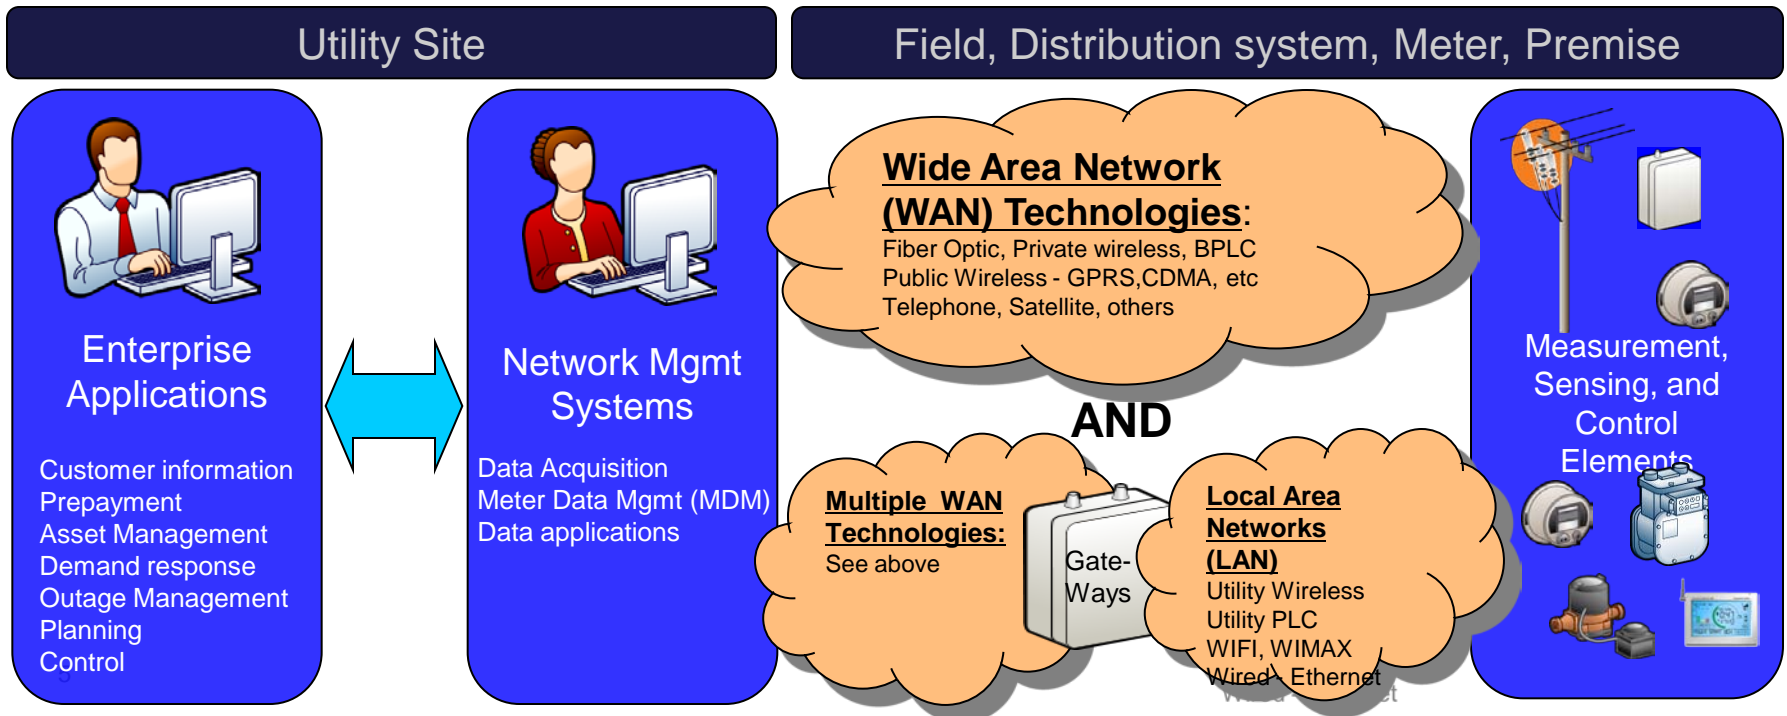 Utility Site
Field, Distribution system, Meter, Premise
Enterprise
Applications
Customer information
Prepayment
Asset Management
Demand response
Outage Management
Planning
Control
5
Network Mgmt
Systems
Data Acquisition
Meter Data Mgmt (MDM)
Data applications
Wide Area Network
(WAN) Technologies:
Fiber Optic, Private wireless, BPLC
Public Wireless - GPRS,CDMA, etc
Telephone, Satellite, others
AND
Multiple WAN
Technologies:
See above
Gate-
Ways
Local Area
Networks
(LAN)
Utility Wireless
Utility PLC
WIFI, WIMAX
Wired - Ethernet
Measurement,
Sensing, and
Control
Elements